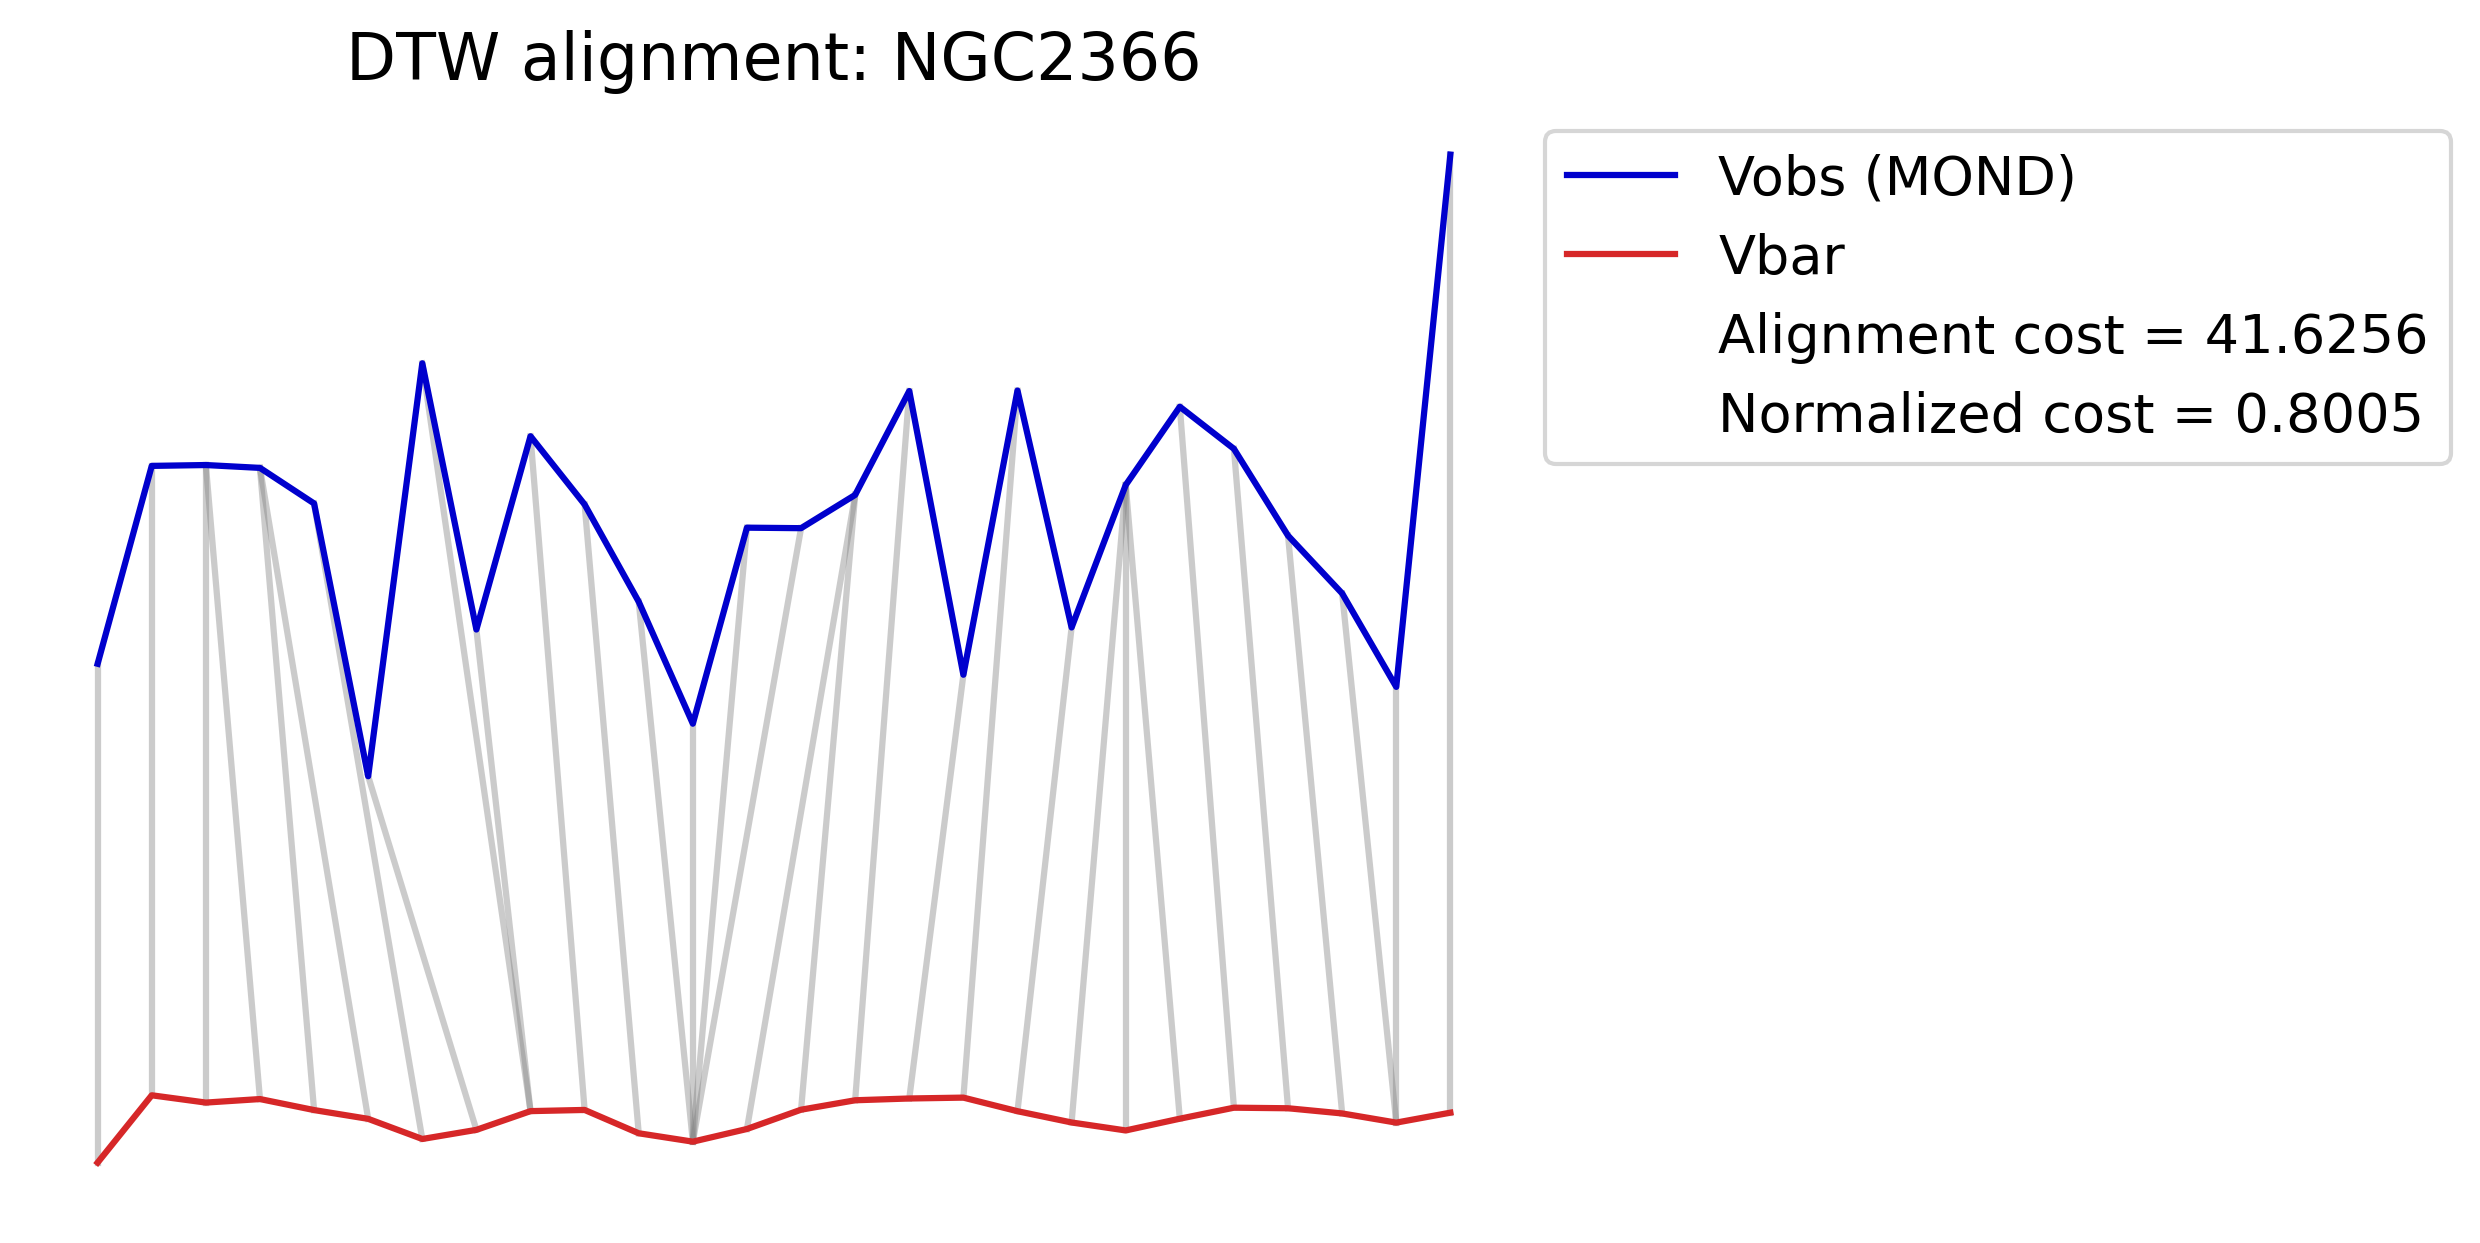 DTW alignment: NGC2366
Vobs (MOND)
Vbar
Alignment cost = 41.6256
Normalized cost = 0.8005